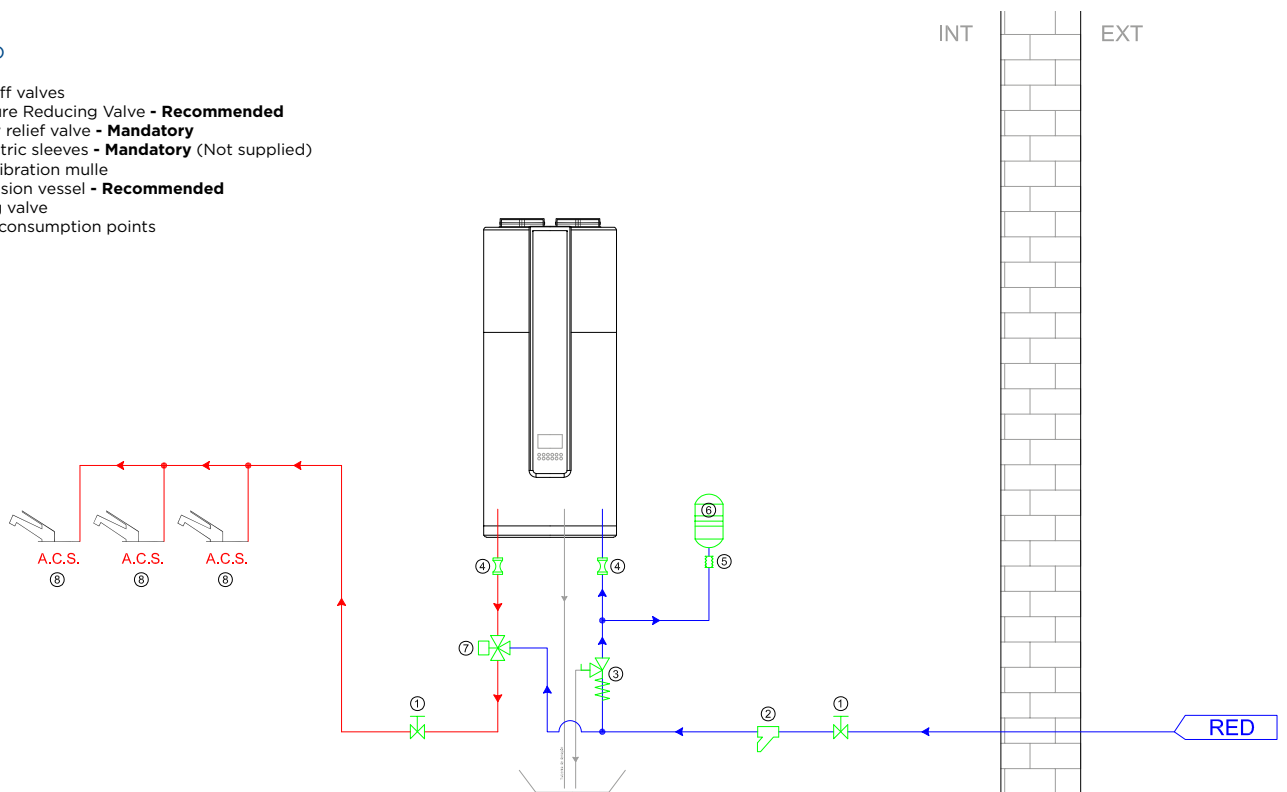 INT
EXT
ff valves
ure Reducing Valve - Recommended
relief valve - Mandatory
tric sleeves - Mandatory (Not supplied)
ibration mulle
sion vessel - Recommended
valve
consumption points
6
4
4
5
A.C.S.
A.C.S.
A.C.S.
8
8
8
7
3
1
2
1
RED